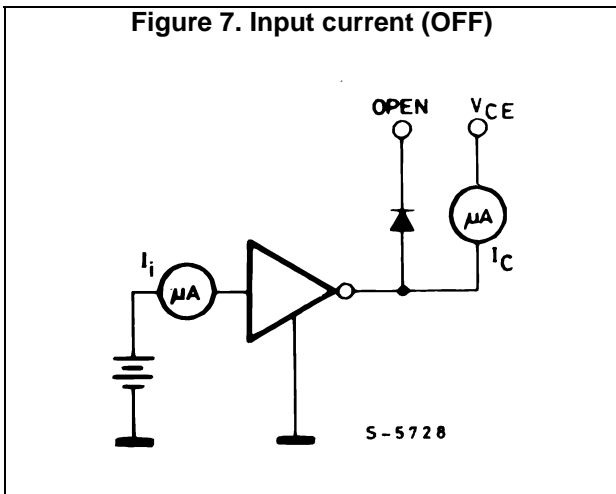 Figure 7. Input current (OFF)
OPEN
VCE
μA
IC
Ii
μA
S-5728